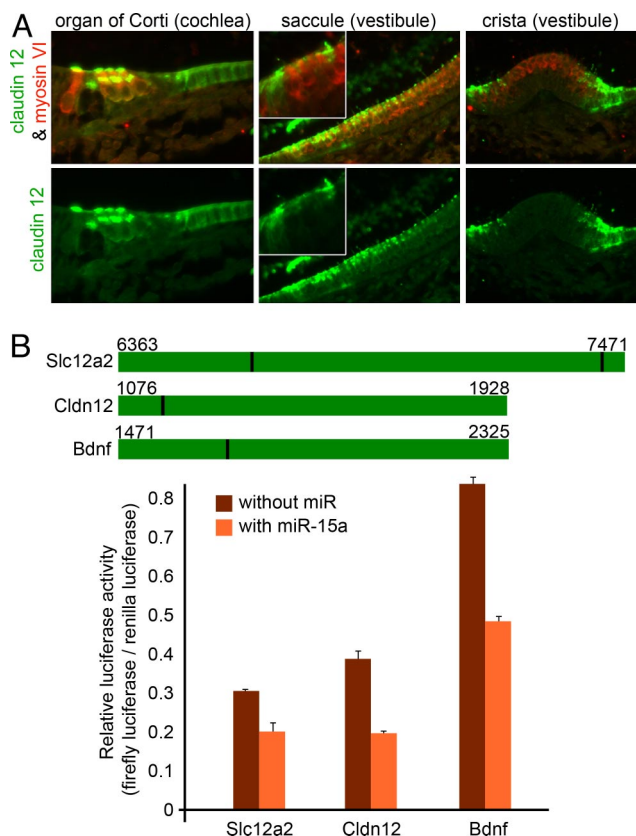 A
organ of Corti (cochlea)
saccule (vestibule)
crista (vestibule)
claudin 12
& myosin VI
claudin 12
B
6363
7471
Slc12a2
1076
1928
Cldn12
1471
2325
Bdnf
Relative luciferase activity
(firefly luciferase / renilla luciferase)
0.8
0.7
0.6
0.5
0.4
0.3
0.2
0.1
0
without miR
with miR-15a
Slc12a2
Cldn12
Bdnf